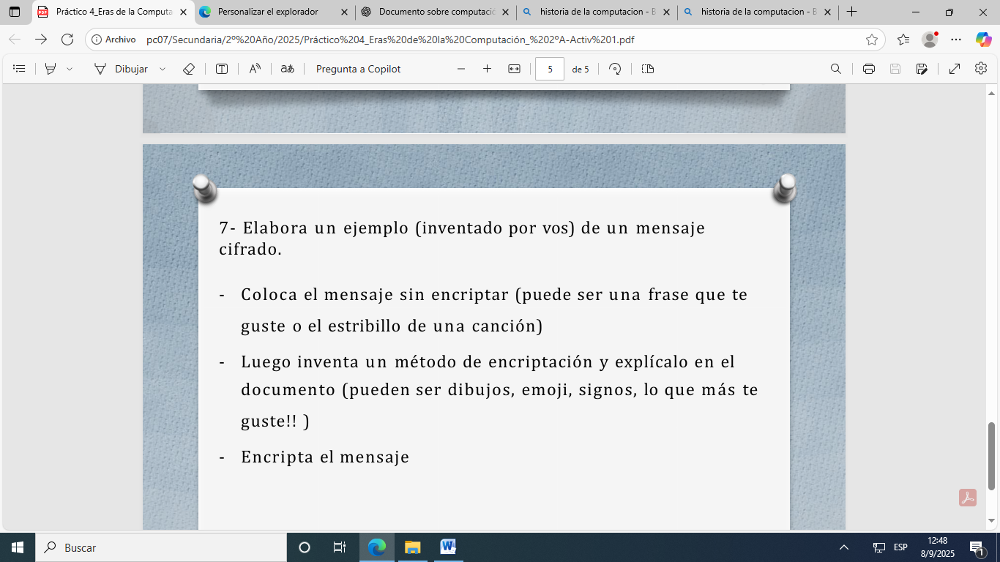 Práctico 4_Eras de la Computa
Personalizar el explorador
Documento sobre computació
historia de la computacion - B
historia de la computacion - B
Archivo
pc07/Secundaria/2º%20Año/2025/Práctico%204_Eras%20de%20la%20Computación_%202ºA-Activ%201.pdf
Dibujar
Pregunta a Copilot
5
de 5
7- Elabora un ejemplo (inventado por vos) de un mensaje
cifrado.
- Coloca el mensaje sin encriptar (puede ser una frase que te
guste o el estribillo de una canción)
- Luego inventa un método de encriptación y explícalo en el
documento (pueden ser dibujos, emoji, signos, lo que más te
guste!! )
- Encripta el mensaje
Buscar
ESP
12:48
8/9/2025
1